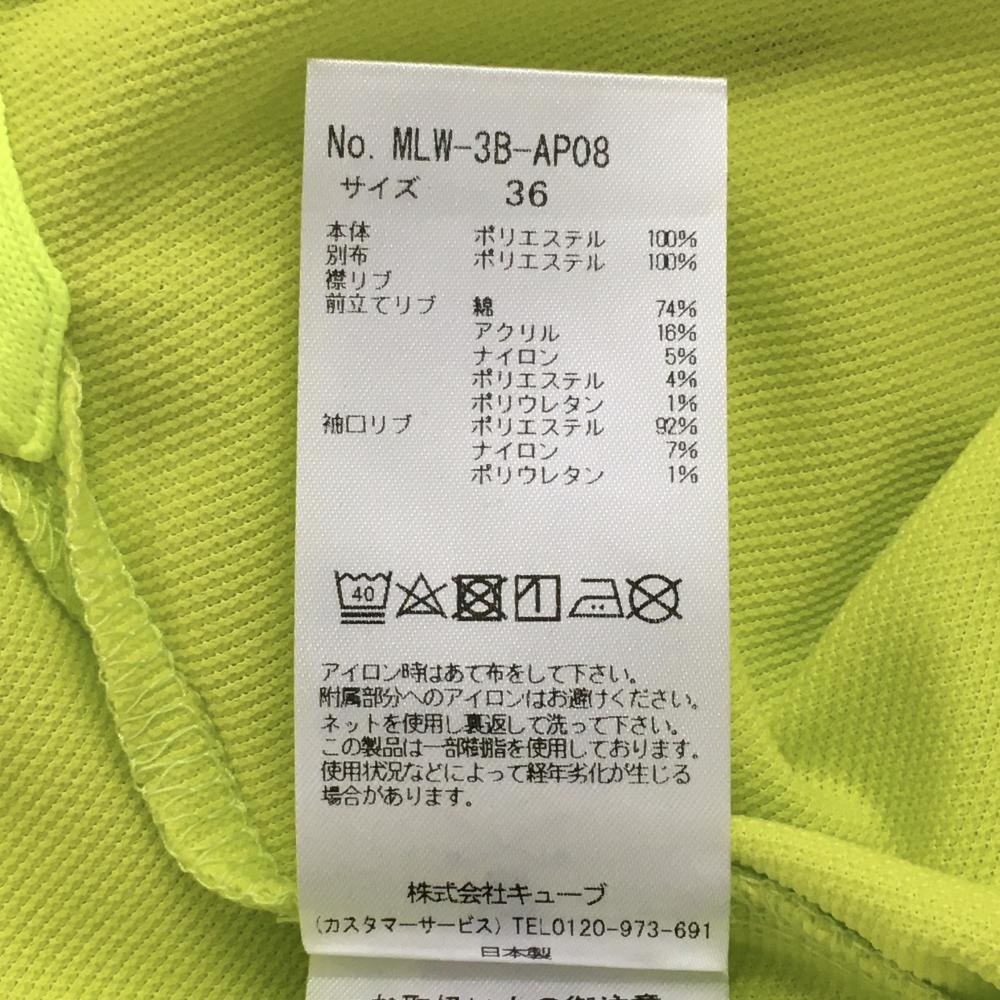 No. MLW-3B-AP08
サイズ 36
本体 ポリエステル 100%
別布 ポリエステル 100%
襟リブ
前立てリブ 綿 74%
アクリル 16%
ナイロン 5%
ポリエステル 4%
ポリウレタン 1%
袖口リブ ポリエステル 92%
ナイロン 7%
ポリウレタン 1%
40
アイロン時はあて布をして下さい。
附属部分へのアイロンはお避けください。
ネットを使用し裏返して洗って下さい。
この製品は一部樹脂を使用しております。
使用状況などによって経年劣化が生じる
場合があります。
株式会社キューブ
(カスタマーサービス) TEL0120-973-691
日本製